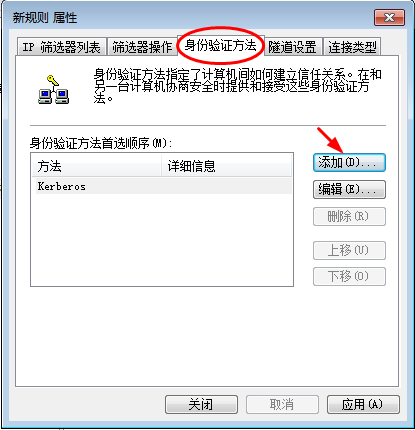 新规则 属性
IP 筛选器列表 筛选器操作 身份验证方法 隧道设置 连接类型
身份验证方法指定了计算机间如何建立信任关系。在和
另一台计算机协商安全时提供和接受这些身份验证方
法。
身份验证方法首选顺序(M):
方法 详细信息
Kerberos
添加(D)...
编辑(E)...
删除(R)
上移(U)
下移(O)
关闭 取消 应用(A)